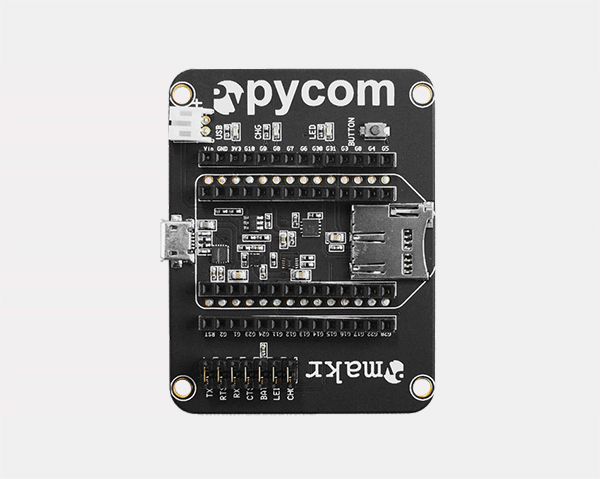 pycom
+
USB
CHG
LED
BUTTON
Vin GND 3V3 G10 G9 G8 G7 G6 G30 G31 G3 G0 G4 G5
RST G2 G1 G23 G24 G11 G12 G13 G14 G15 G16 G17 G22 G28
Pymakr
TX
RTS
RX
CTS
BAT
LED
CHG